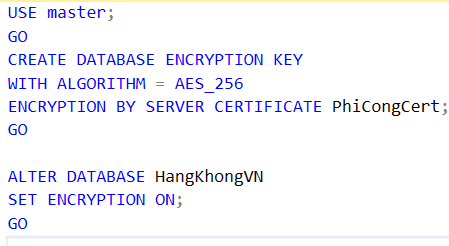 USE master;
GO
CREATE DATABASE ENCRYPTION KEY
WITH ALGORITHM = AES_256
ENCRYPTION BY SERVER CERTIFICATE PhiCongCert;
GO
ALTER DATABASE HangKhongVN
SET ENCRYPTION ON;
GO